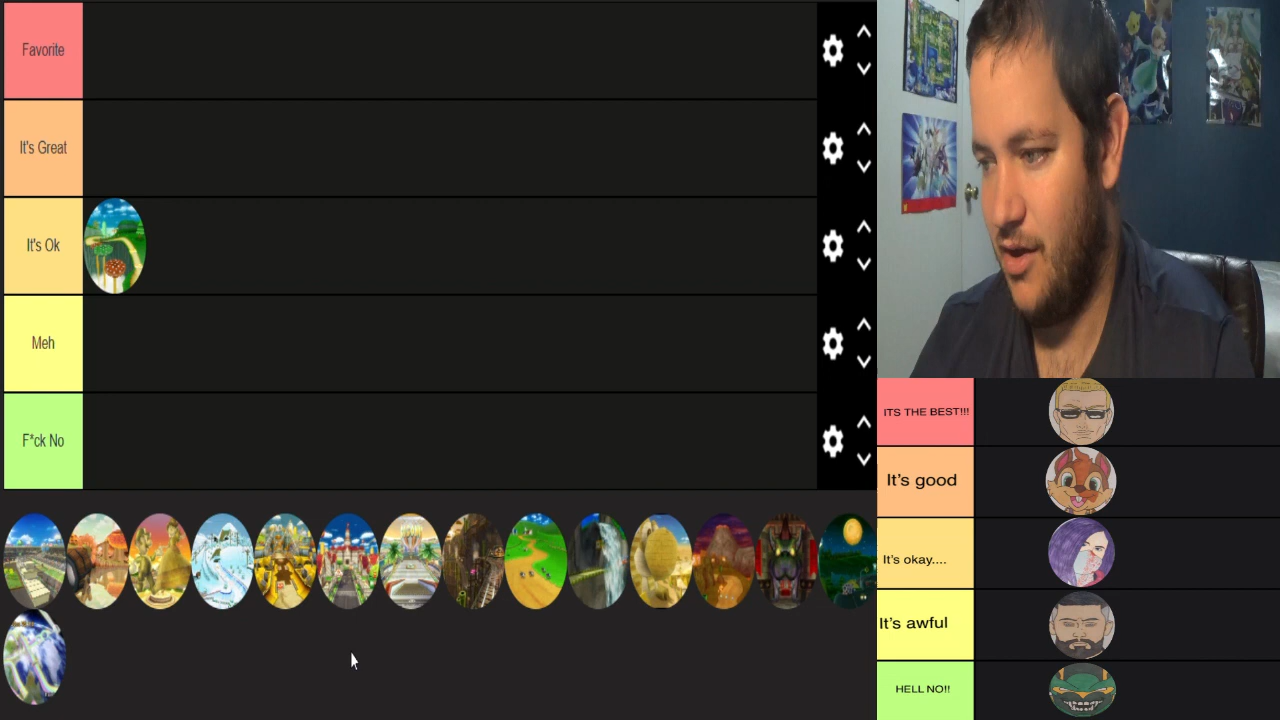 Favorite
It's Great
It's Ok
Meh
F*ck No
ITS THE BEST!!!
It's good
It's okay....
It's awful
HELL NO!!